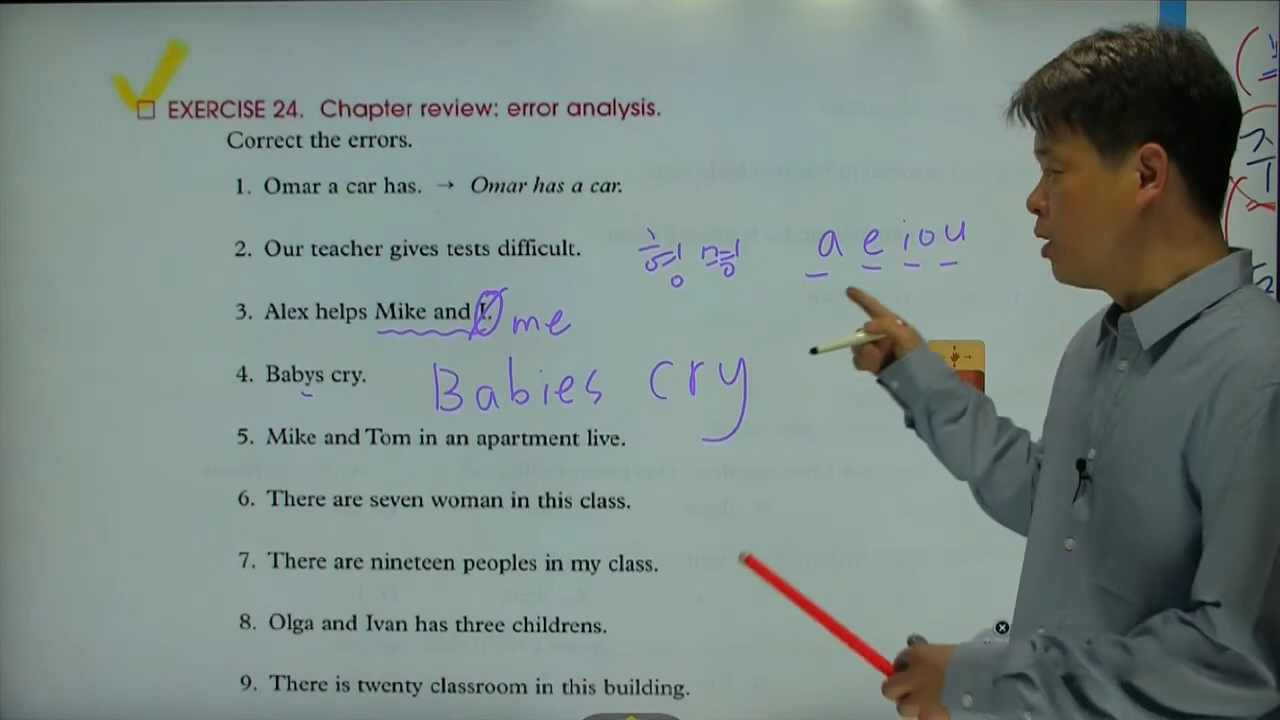 EXERCISE 24. Chapter review: error analysis.
Correct the errors.
1. Omar a car has. → Omar has a car.
2. Our teacher gives tests difficult. 형 명 a e i o u
3. Alex helps Mike and I. me
4. Babys cry. Babies cry
5. Mike and Tom in an apartment live.
6. There are seven woman in this class.
7. There are nineteen peoples in my class.
8. Olga and Ivan has three childrens.
9. There is twenty classroom in this building.